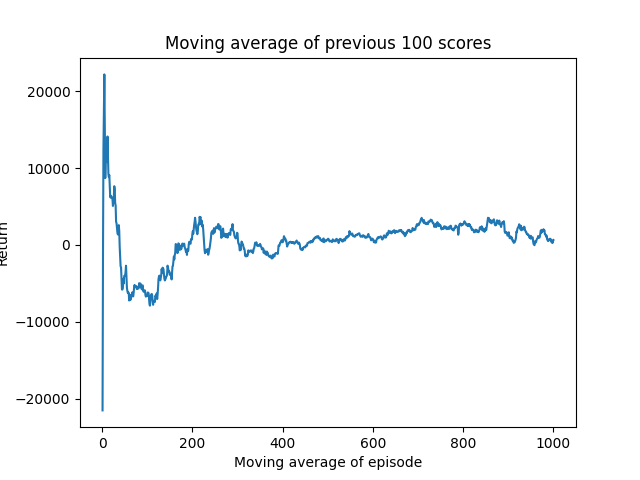 Moving average of previous 100 scores
20000
10000
0
−10000
−20000
Return
0 200 400 600 800 1000
Moving average of episode